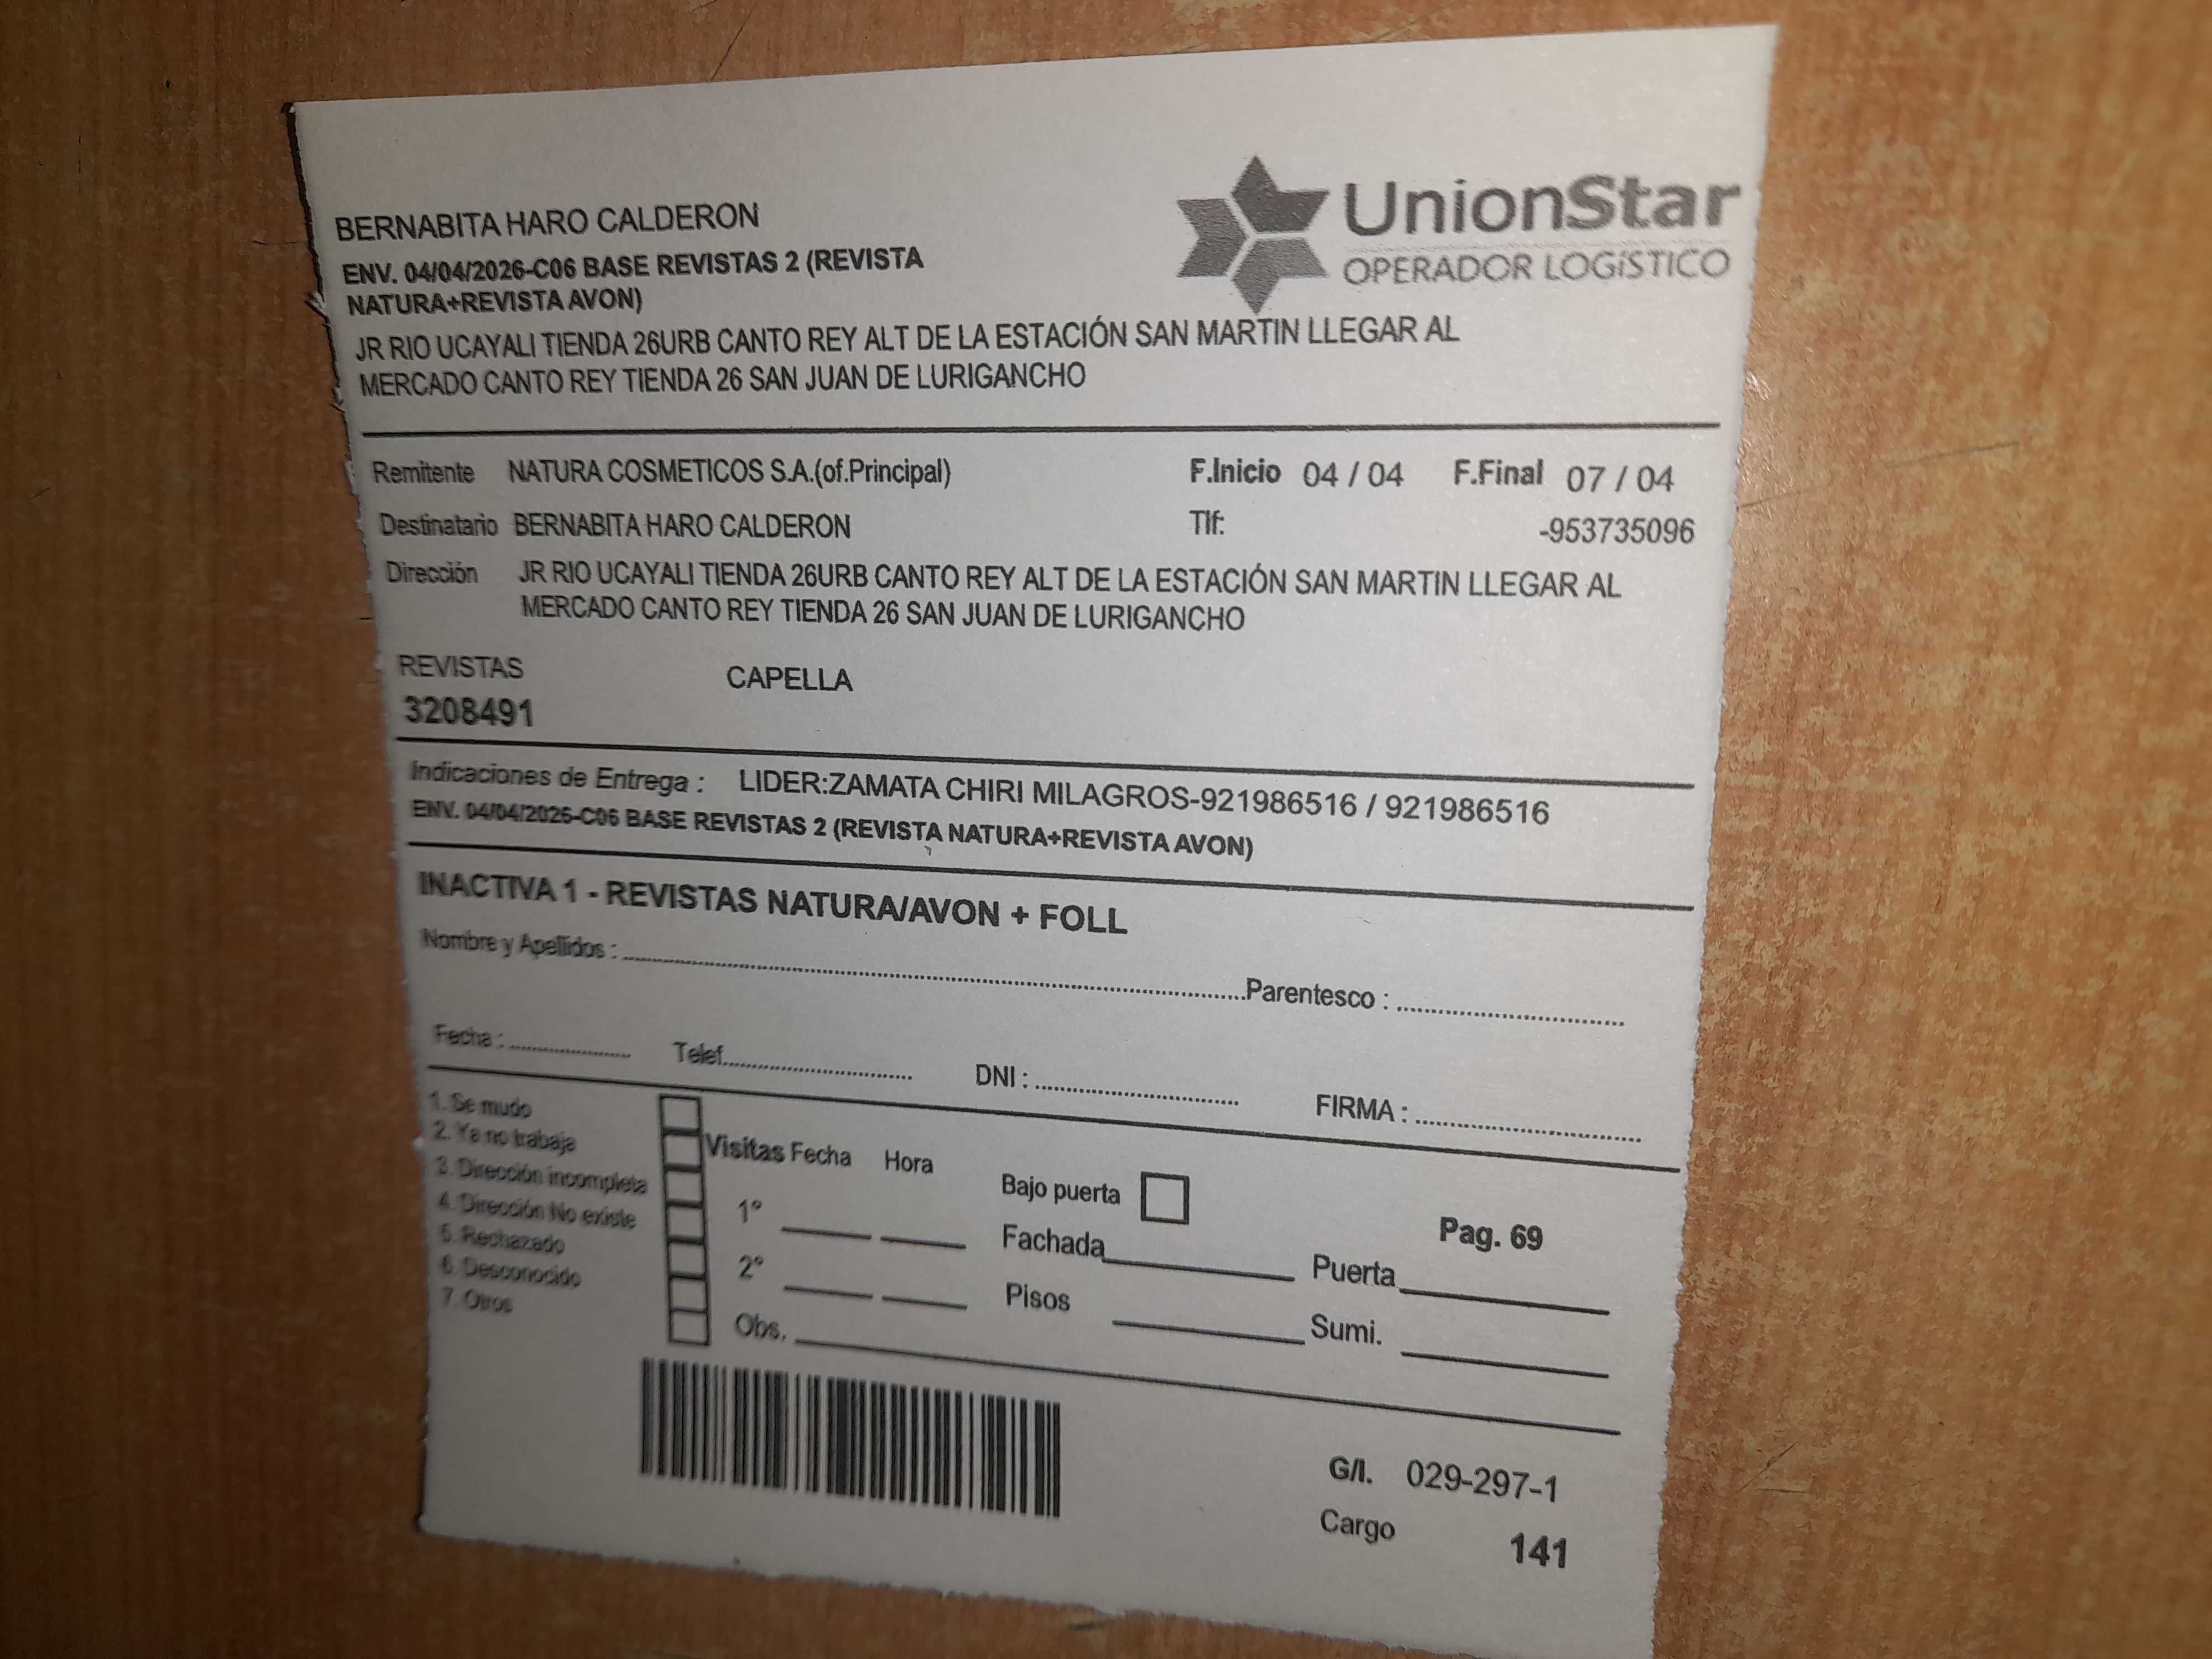 BERNABITA HARO CALDERON
UnionStar
OPERADOR LOGíSTICO
ENV. 04/04/2026-C06 BASE REVISTAS 2 (REVISTA
NATURA+REVISTA AVON)
JR RIO UCAYALI TIENDA 26URB CANTO REY ALT DE LA ESTACIÓN SAN MARTIN LLEGAR AL
MERCADO CANTO REY TIENDA 26 SAN JUAN DE LURIGANCHO
Remitente NATURA COSMETICOS S.A.(of.Principal) F.Inicio 04 / 04 F.Final 07 / 04
Destinatario BERNABITA HARO CALDERON Tlf: -953735096
Dirección JR RIO UCAYALI TIENDA 26URB CANTO REY ALT DE LA ESTACIÓN SAN MARTIN LLEGAR AL
MERCADO CANTO REY TIENDA 26 SAN JUAN DE LURIGANCHO
REVISTAS CAPELLA
3208491
Indicaciones de Entrega : LIDER:ZAMATA CHIRI MILAGROS-921986516 / 921986516
ENV. 04/04/2026-C06 BASE REVISTAS 2 (REVISTA NATURA+REVISTA AVON)
INACTIVA 1 - REVISTAS NATURA/AVON + FOLL
Nombre y Apellidos : Parentesco :
Fecha : Telef. DNI : FIRMA :
1. Se mudo
2. Ya no trabaja
3. Dirección incompleta
4. Dirección No existe
5. Rechazado
6. Desconocido
7. Otros
Visitas Fecha Hora
1°
2°
Obs.
Bajo puerta
Fachada
Pisos
Pag. 69
Puerta
Sumi.
G/I. 029-297-1
Cargo 141